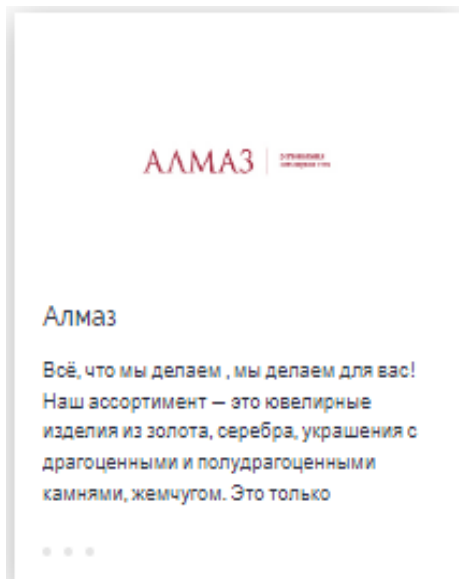 АЛМАЗ
Алмаз
Всё, что мы делаем , мы делаем для вас!
Наш ассортимент – это ювелирные
изделия из золота, серебра, украшения с
драгоценными и полудрагоценными
камнями, жемчугом. Это только